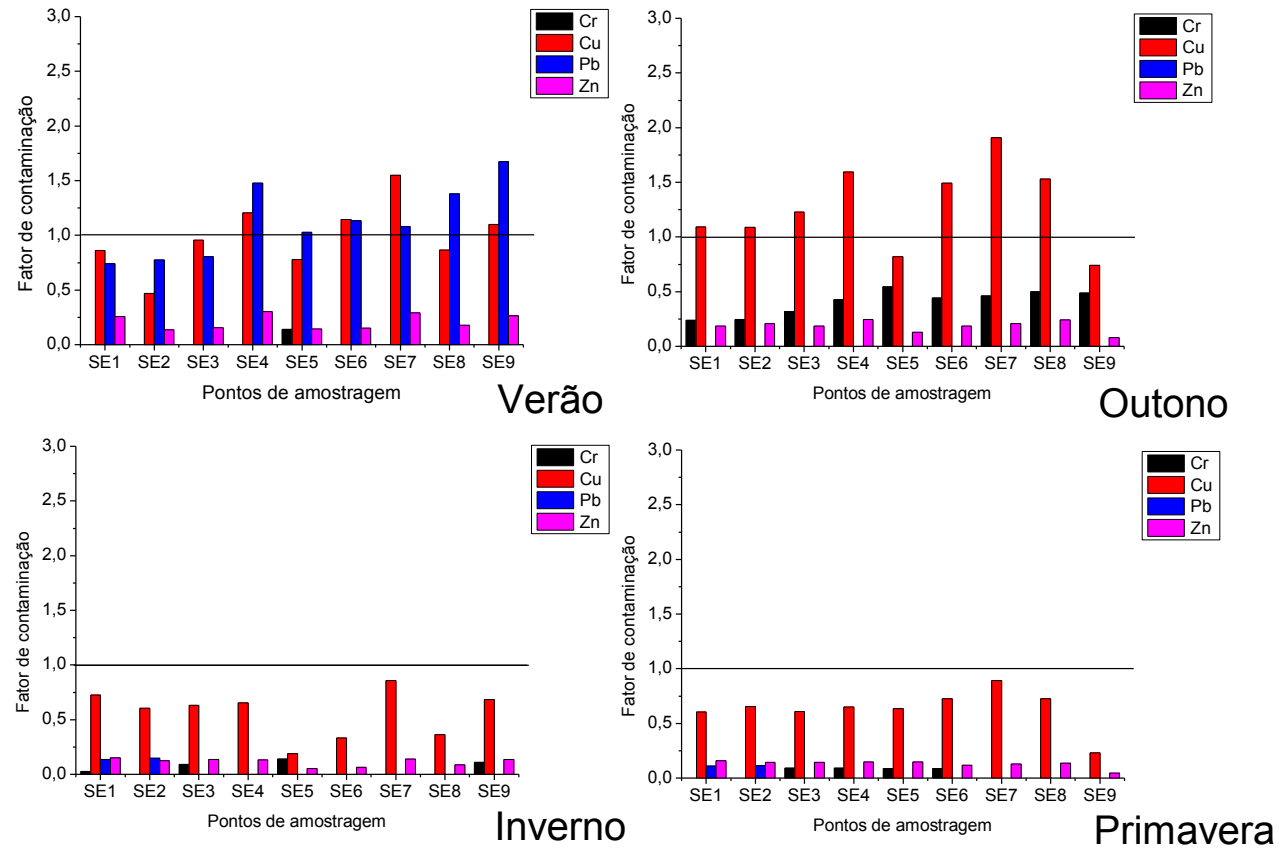 3,0
2,5
2,0
1,5
1,0
0,5
0,0
Fator de contaminação
SE1 SE2 SE3 SE4 SE5 SE6 SE7 SE8 SE9
Pontos de amostragem
Cr
Cu
Pb
Zn
Verão
3,0
2,5
2,0
1,5
1,0
0,5
0,0
Fator de contaminação
SE1 SE2 SE3 SE4 SE5 SE6 SE7 SE8 SE9
Pontos de amostragem
Cr
Cu
Pb
Zn
Outono
3,0
2,5
2,0
1,5
1,0
0,5
0,0
Fator de contaminação
SE1 SE2 SE3 SE4 SE5 SE6 SE7 SE8 SE9
Pontos de amostragem
Cr
Cu
Pb
Zn
Inverno
3,0
2,5
2,0
1,5
1,0
0,5
0,0
Fator de contaminação
SE1 SE2 SE3 SE4 SE5 SE6 SE7 SE8 SE9
Pontos de amostragem
Cr
Cu
Pb
Zn
Primavera